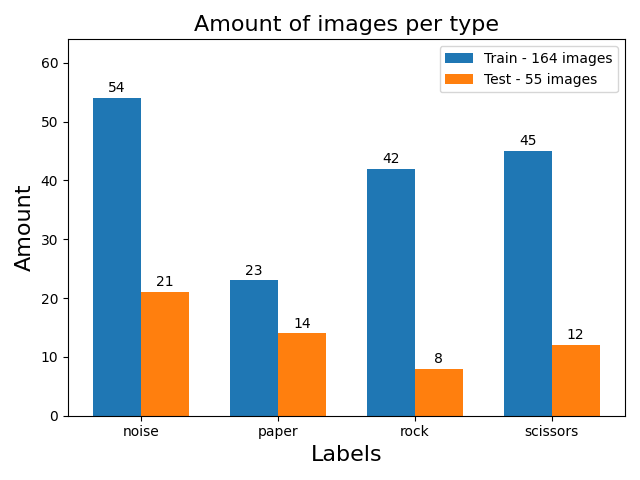 Amount of images per type
Train - 164 images
Test - 55 images
Amount
60
50
40
30
20
10
0
54
21
23
14
42
8
45
12
noise
paper
rock
scissors
Labels